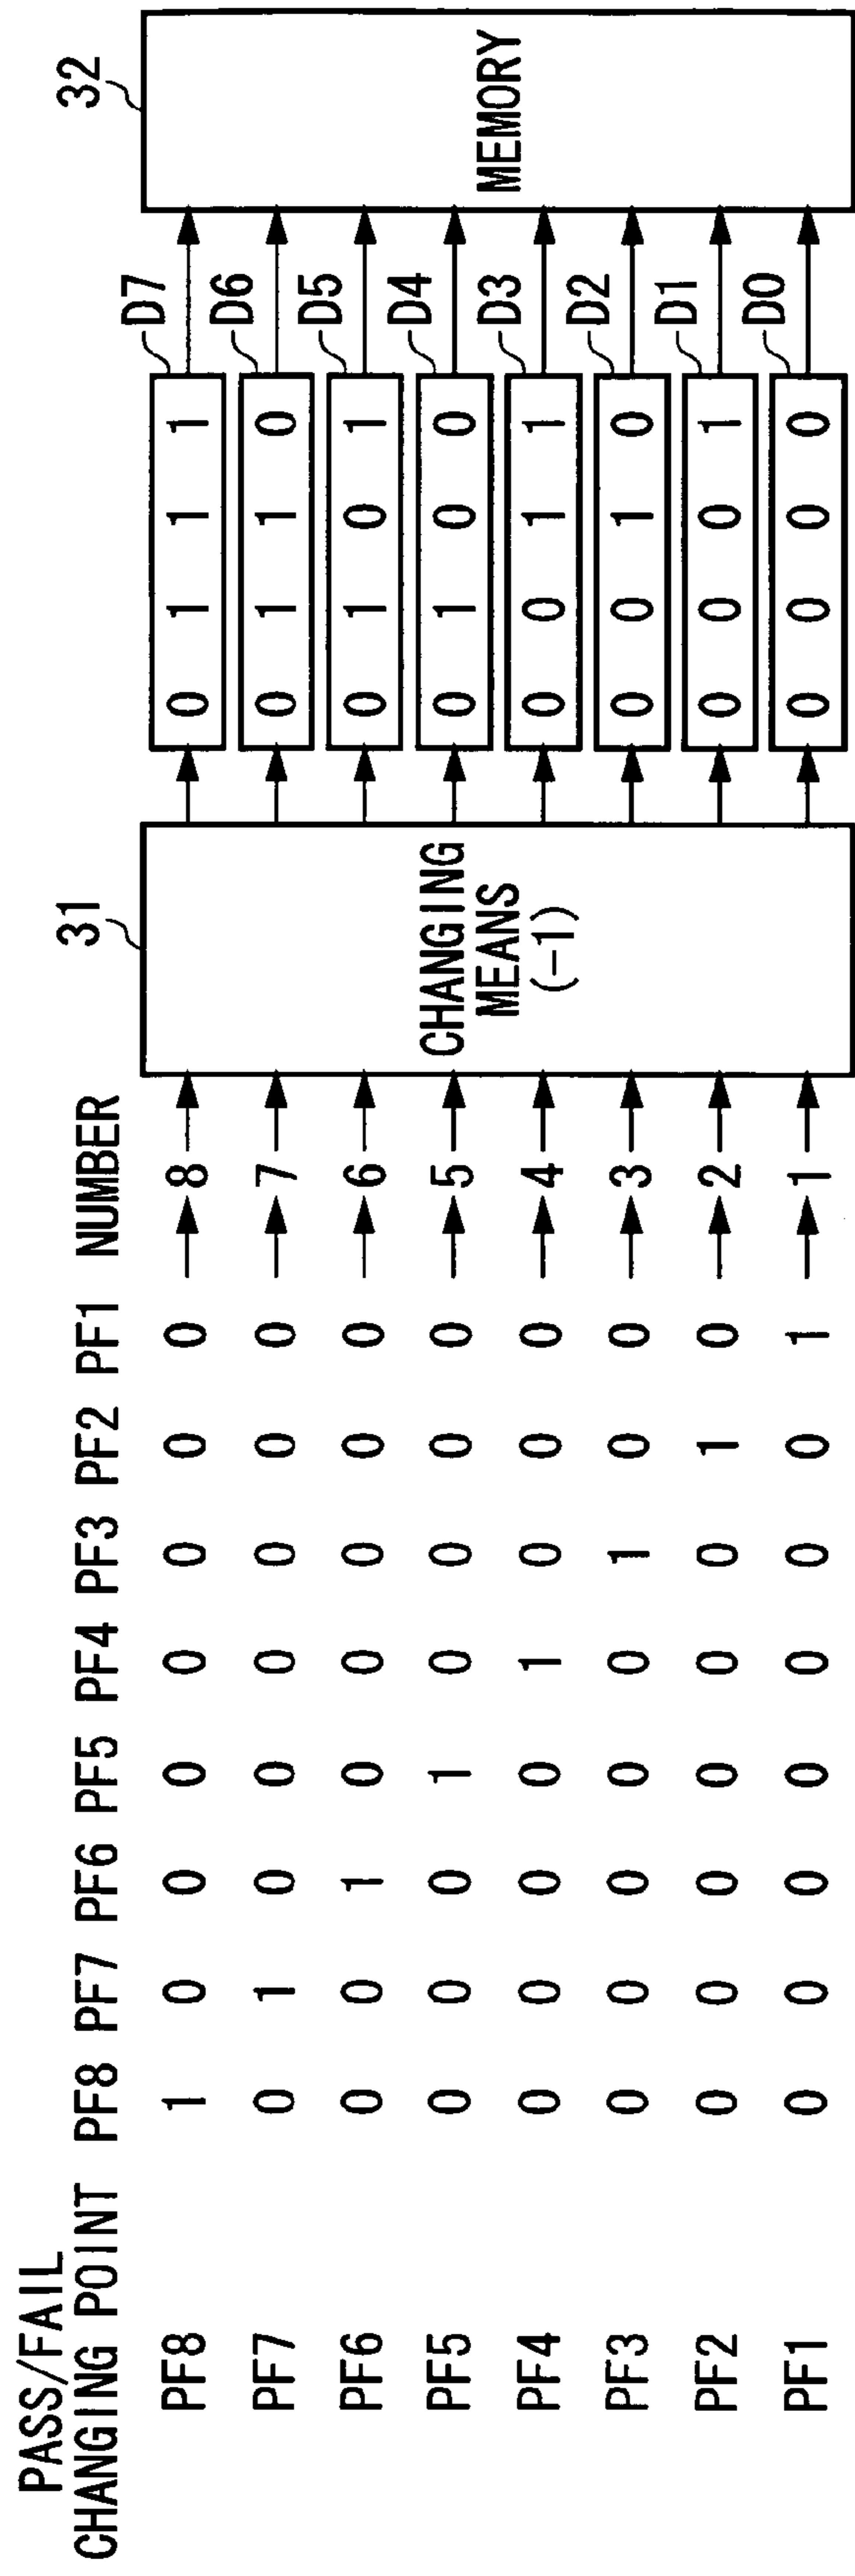 PASS/FAIL
CHANGING POINT PF8 PF7 PF6 PF5 PF4 PF3 PF2 PF1 NUMBER 31 32
PF8 1 0 0 0 0 0 0 0 8 0 1 1 1 D7
PF7 0 1 0 0 0 0 0 0 7 0 1 1 0 D6
PF6 0 0 1 0 0 0 0 0 6 0 1 0 1 D5
PF5 0 0 0 1 0 0 0 0 5 0 1 0 0 D4
PF4 0 0 0 0 1 0 0 0 4 0 0 1 1 D3
PF3 0 0 0 0 0 1 0 0 3 0 0 1 0 D2
PF2 0 0 0 0 0 0 1 0 2 0 0 0 1 D1
PF1 0 0 0 0 0 0 0 1 1 0 0 0 0 D0
CHANGING
MEANS
(-1)
MEMORY